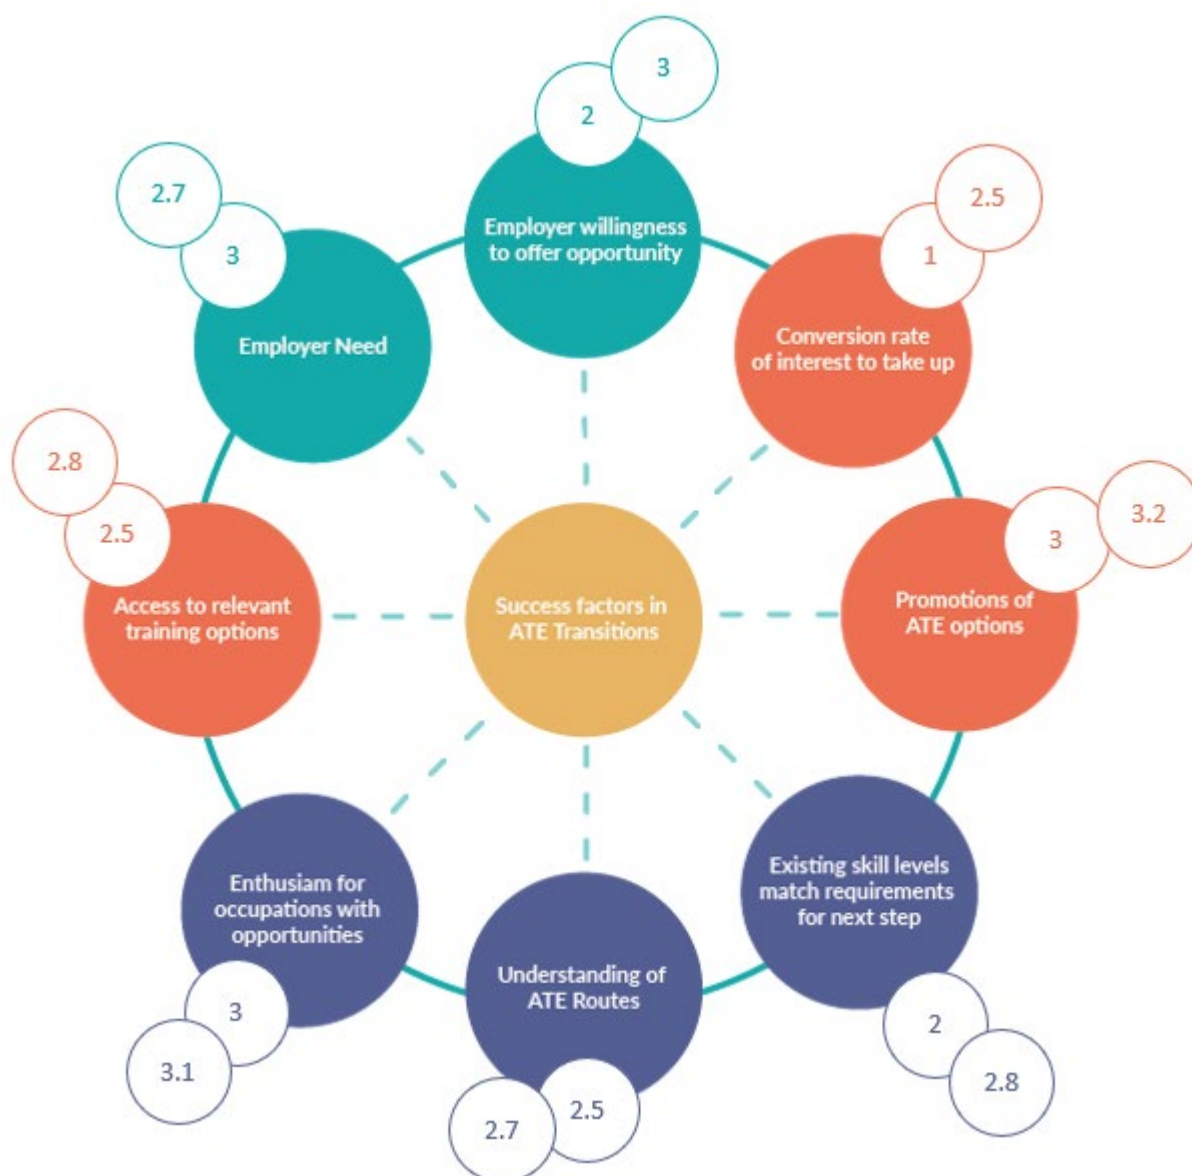 3
2
Employer willingness
to offer opportunity
2.7
3
Employer Need
2.5
1
Conversion rate
of interest to take up
2.8
2.5
Access to relevant
training options
Success factors in
ATE Transitions
3
3.2
Promotions of
ATE options
Enthusiam for
occupations with
opportunities
3
3.1
Understanding of
ATE Routes
2.5
2.7
Existing skill levels
match requirements
for next step
2
2.8